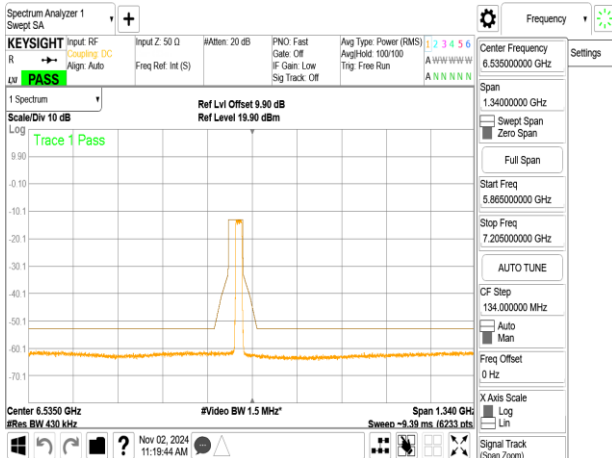 Spectrum Analyzer 1
Swept SA
KEYSIGHT
R
LXI
PASS
Input: RF
Coupling: DC
Align: Auto
Input Z: 50 Ω
Freq Ref: Int (S)
#Atten: 20 dB
PNO: Fast
Gate: Off
IF Gain: Low
Sig Track: Off
Avg Type: Power (RMS)
Avg|Hold: 100/100
Trig: Free Run
1 2 3 4 5 6
A W W W W W
A N N N N N
1 Spectrum
Scale/Div 10 dB
Ref Lvl Offset 9.90 dB
Ref Level 19.90 dBm
Log
Trace 1 Pass
9.90
-0.10
-10.1
-20.1
-30.1
-40.1
-50.1
-60.1
-70.1
Center 6.5350 GHz
#Res BW 430 kHz
#Video BW 1.5 MHz*
Span 1.340 GHz
Sweep ~9.39 ms (6233 pts
Nov 02, 2024
11:19:44 AM
Frequency
Settings
Center Frequency
6.535000000 GHz
Span
1.34000000 GHz
Swept Span
Zero Span
Full Span
Start Freq
5.865000000 GHz
Stop Freq
7.205000000 GHz
AUTO TUNE
CF Step
134.000000 MHz
Auto
Man
Freq Offset
0 Hz
X Axis Scale
Log
Lin
Signal Track
(Span Zoom)